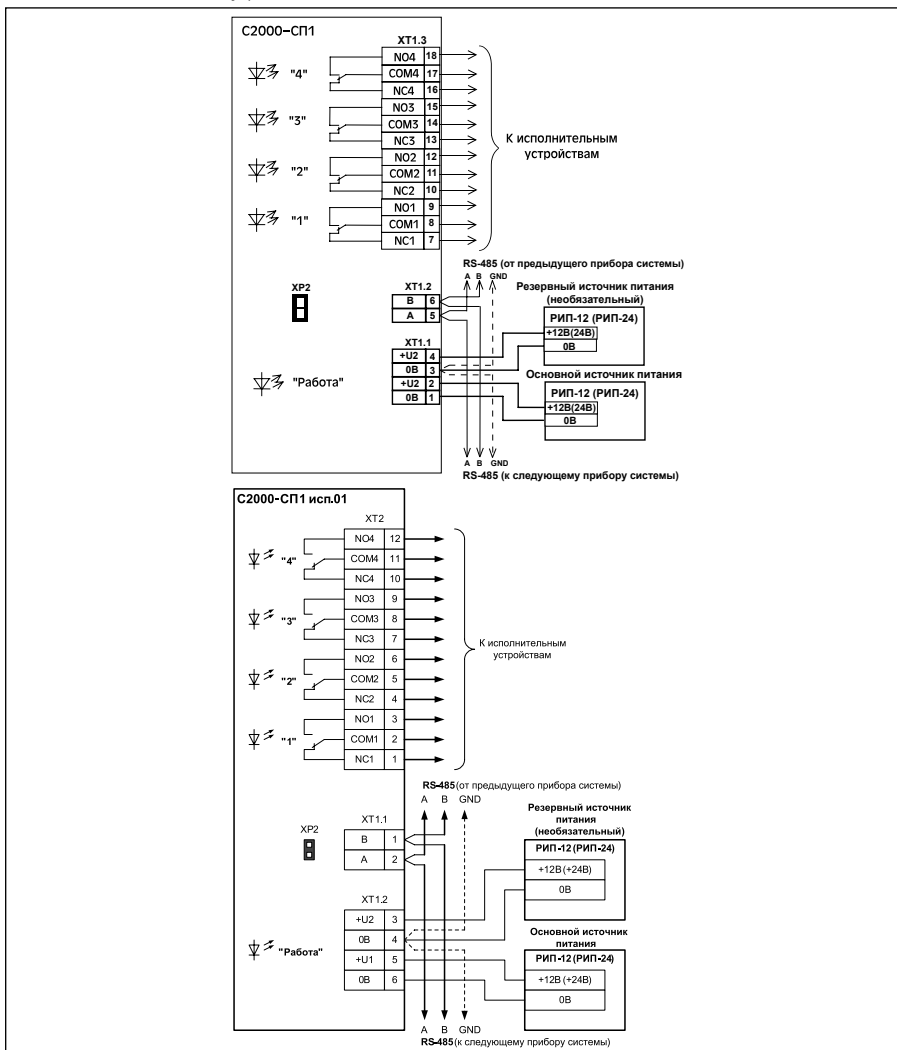 С2000-СП1
XT1.3
NO4 18
"4" COM4 17
NC4 16
NO3 15
"3" COM3 14
NC3 13
К исполнительным
устройствам
NO2 12
"2" COM2 11
NC2 10
NO1 9
"1" COM1 8
NC1 7
RS-485 (от предыдущего прибора системы)
A B GND
XP2
XT1.2
B 6
A 5
Резервный источник питания
(необязательный)
РИП-12 (РИП-24)
+12В(24В)
0В
XT1.1
+U2 4
0В 3
+U2 2
0В 1
"Работа"
Основной источник питания
РИП-12 (РИП-24)
+12В(24В)
0В
A B GND
RS-485 (к следующему прибору системы)
С2000-СП1 исп.01
XT2
NO4 12
"4" COM4 11
NC4 10
NO3 9
"3" COM3 8
NC3 7
К исполнительным
устройствам
NO2 6
"2" COM2 5
NC2 4
NO1 3
"1" COM1 2
NC1 1
RS-485(от предыдущего прибора системы)
A B GND
XP2
XT1.1
B 1
A 2
Резервный источник
питания
(необязательный)
РИП-12 (РИП-24)
+12В (+24В)
0В
XT1.2
+U2 3
0В 4
+U1 5
0В 6
"Работа"
Основной источник
питания
РИП-12 (РИП-24)
+12В (+24В)
0В
A B GND
RS-485(к следующему прибору системы)